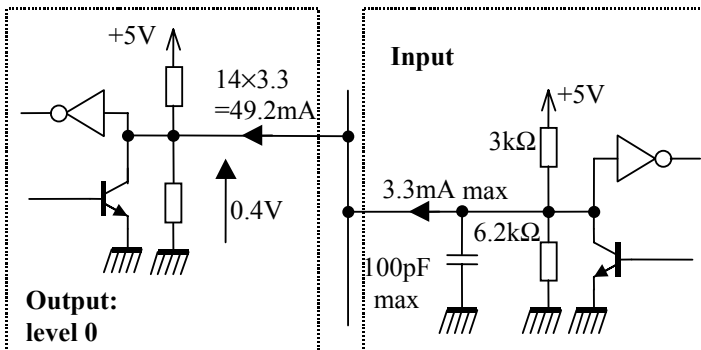 +5V
14×3.3
=49.2mA
0.4V
Output:
level 0
Input
+5V
3kΩ
3.3mA max
6.2kΩ
100pF
max